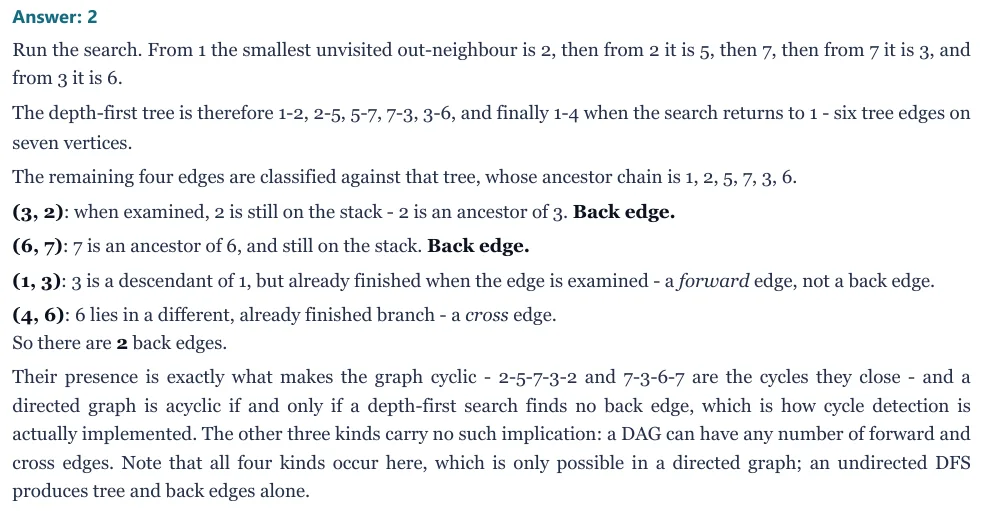 Answer: 2
Run the search. From 1 the smallest unvisited out-neighbour is 2, then from 2 it is 5, then 7, then from 7 it is 3, and
from 3 it is 6.
The depth-first tree is therefore 1-2, 2-5, 5-7, 7-3, 3-6, and finally 1-4 when the search returns to 1 - six tree edges on
seven vertices.
The remaining four edges are classified against that tree, whose ancestor chain is 1, 2, 5, 7, 3, 6.
(3, 2): when examined, 2 is still on the stack - 2 is an ancestor of 3. Back edge.
(6, 7): 7 is an ancestor of 6, and still on the stack. Back edge.
(1, 3): 3 is a descendant of 1, but already finished when the edge is examined - a forward edge, not a back edge.
(4, 6): 6 lies in a different, already finished branch - a cross edge.
So there are 2 back edges.
Their presence is exactly what makes the graph cyclic - 2-5-7-3-2 and 7-3-6-7 are the cycles they close - and a
directed graph is acyclic if and only if a depth-first search finds no back edge, which is how cycle detection is
actually implemented. The other three kinds carry no such implication: a DAG can have any number of forward and
cross edges. Note that all four kinds occur here, which is only possible in a directed graph; an undirected DFS
produces tree and back edges alone.